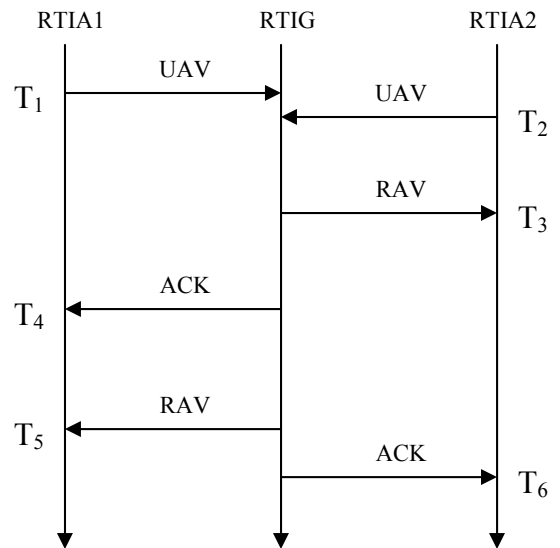 RTIA1 RTIG RTIA2
UAV
T₁
UAV
T₂
RAV
T₃
ACK
T₄
RAV
T₅
ACK
T₆